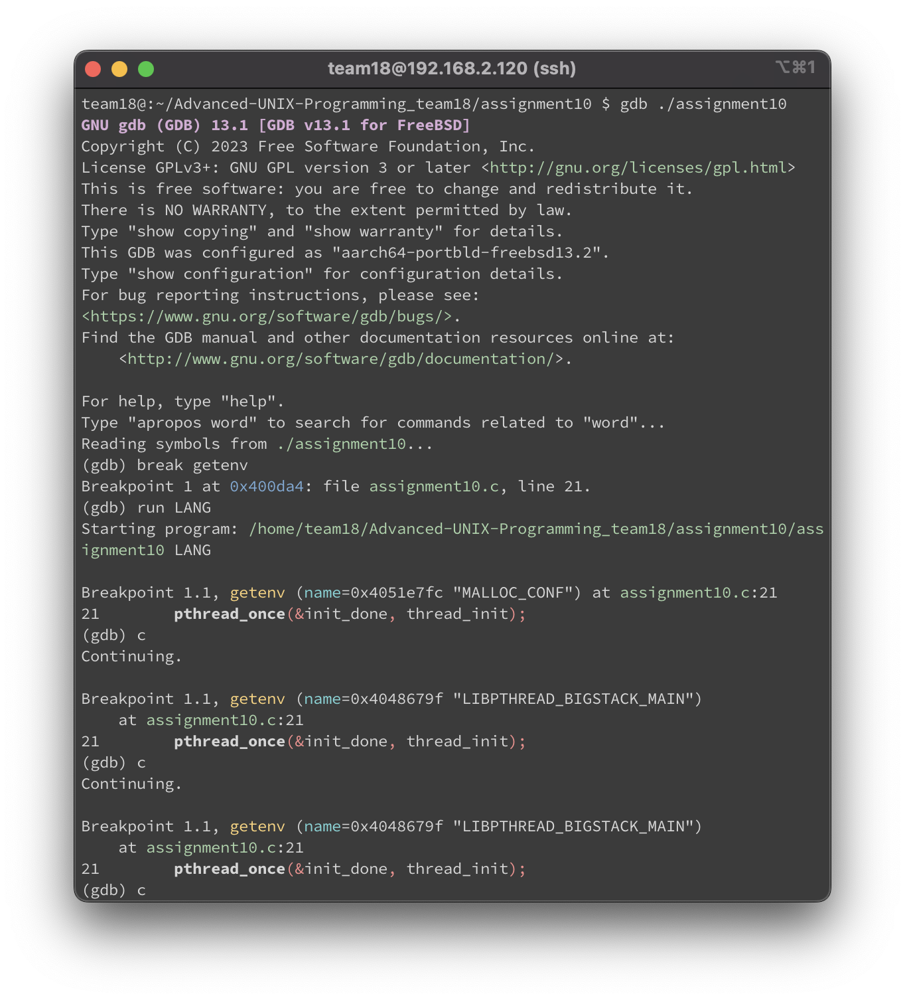 team18@192.168.2.120 (ssh)
⌥⌘1
team18@:~/Advanced-UNIX-Programming_team18/assignment10 $ gdb ./assignment10
GNU gdb (GDB) 13.1 [GDB v13.1 for FreeBSD]
Copyright (C) 2023 Free Software Foundation, Inc.
License GPLv3+: GNU GPL version 3 or later <http://gnu.org/licenses/gpl.html>
This is free software: you are free to change and redistribute it.
There is NO WARRANTY, to the extent permitted by law.
Type "show copying" and "show warranty" for details.
This GDB was configured as "aarch64-portbld-freebsd13.2".
Type "show configuration" for configuration details.
For bug reporting instructions, please see:
<https://www.gnu.org/software/gdb/bugs/>.
Find the GDB manual and other documentation resources online at:
    <http://www.gnu.org/software/gdb/documentation/>.

For help, type "help".
Type "apropos word" to search for commands related to "word"...
Reading symbols from ./assignment10...
(gdb) break getenv
Breakpoint 1 at 0x400da4: file assignment10.c, line 21.
(gdb) run LANG
Starting program: /home/team18/Advanced-UNIX-Programming_team18/assignment10/ass
ignment10 LANG

Breakpoint 1.1, getenv (name=0x4051e7fc "MALLOC_CONF") at assignment10.c:21
21        pthread_once(&init_done, thread_init);
(gdb) c
Continuing.

Breakpoint 1.1, getenv (name=0x4048679f "LIBPTHREAD_BIGSTACK_MAIN")
    at assignment10.c:21
21        pthread_once(&init_done, thread_init);
(gdb) c
Continuing.

Breakpoint 1.1, getenv (name=0x4048679f "LIBPTHREAD_BIGSTACK_MAIN")
    at assignment10.c:21
21        pthread_once(&init_done, thread_init);
(gdb) c